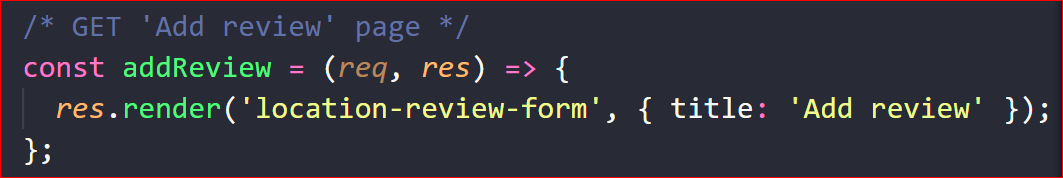 /* GET 'Add review' page */
const addReview = (req, res) => {
  res.render('location-review-form', { title: 'Add review' });
};